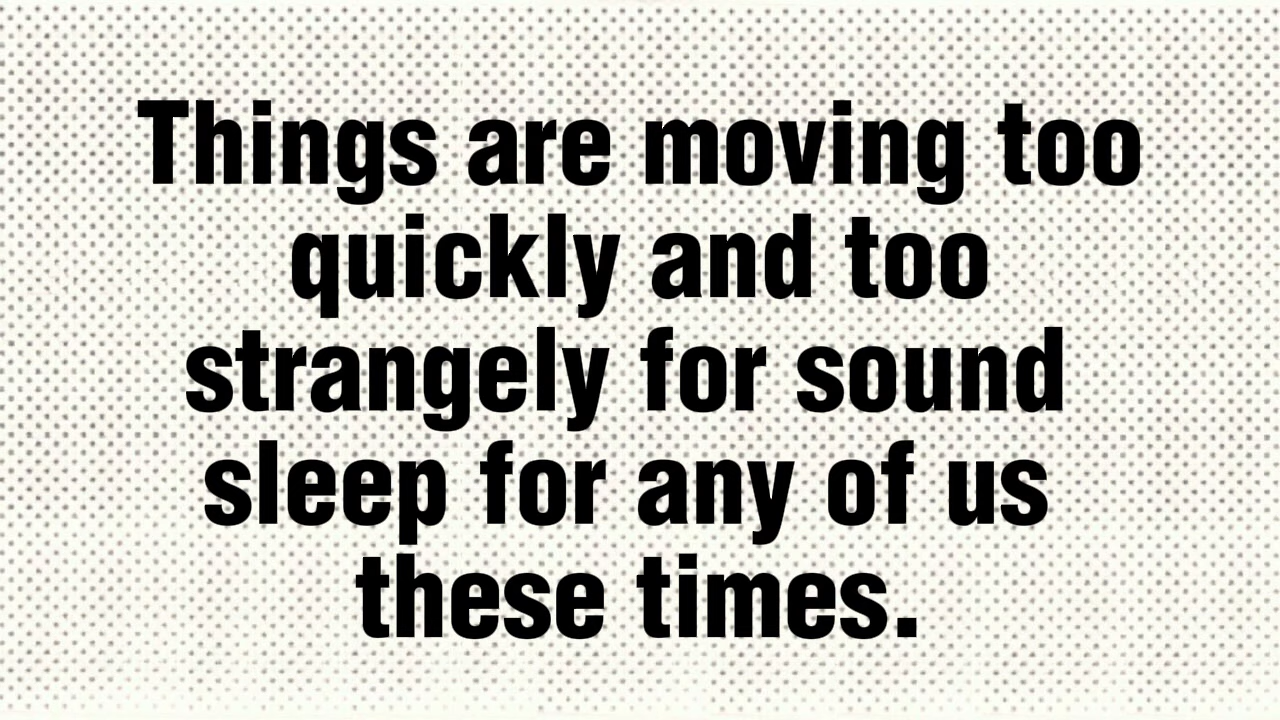 Things are moving too
quickly and too
strangely for sound
sleep for any of us
these times.